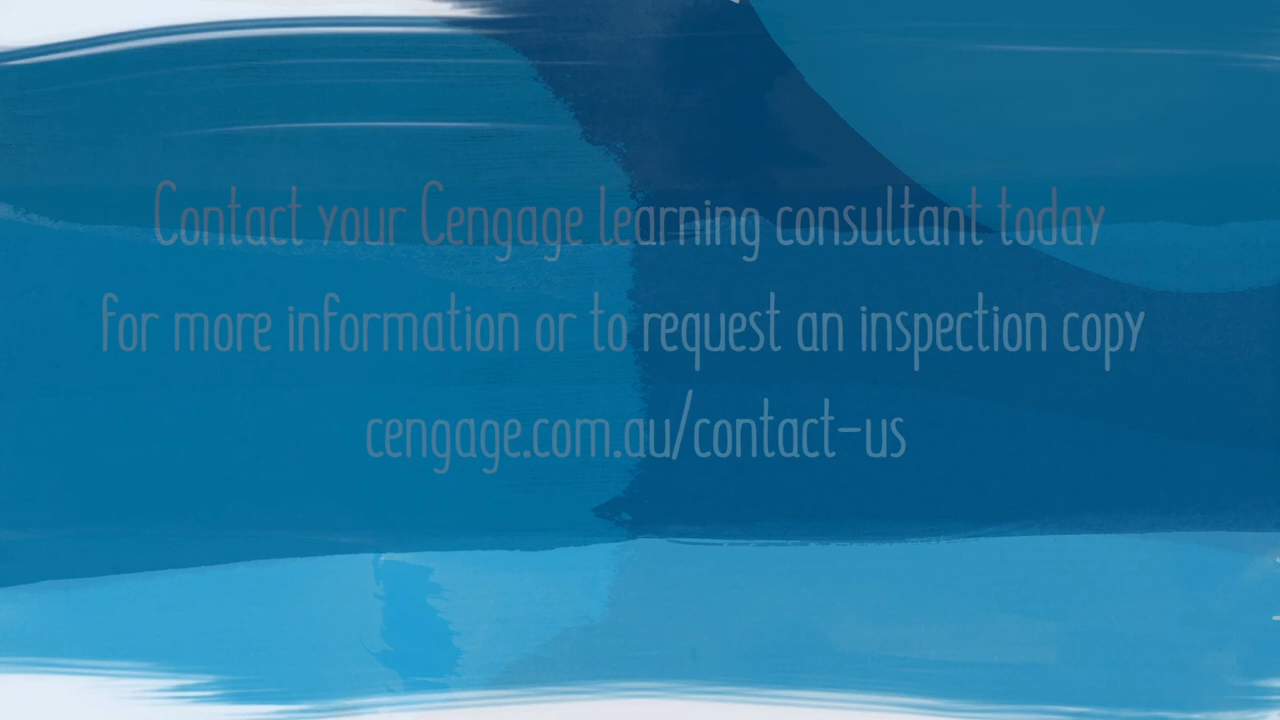 Contact your Cengage learning consultant today
for more information or to request an inspection copy
cengage.com.au/contact-us